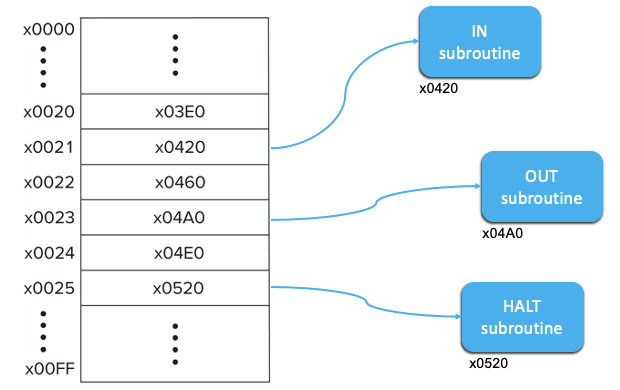 x0000
x0020 x03E0
x0021 x0420
x0022 x0460
x0023 x04A0
x0024 x04E0
x0025 x0520
x00FF
IN
subroutine
x0420
OUT
subroutine
x04A0
HALT
subroutine
x0520